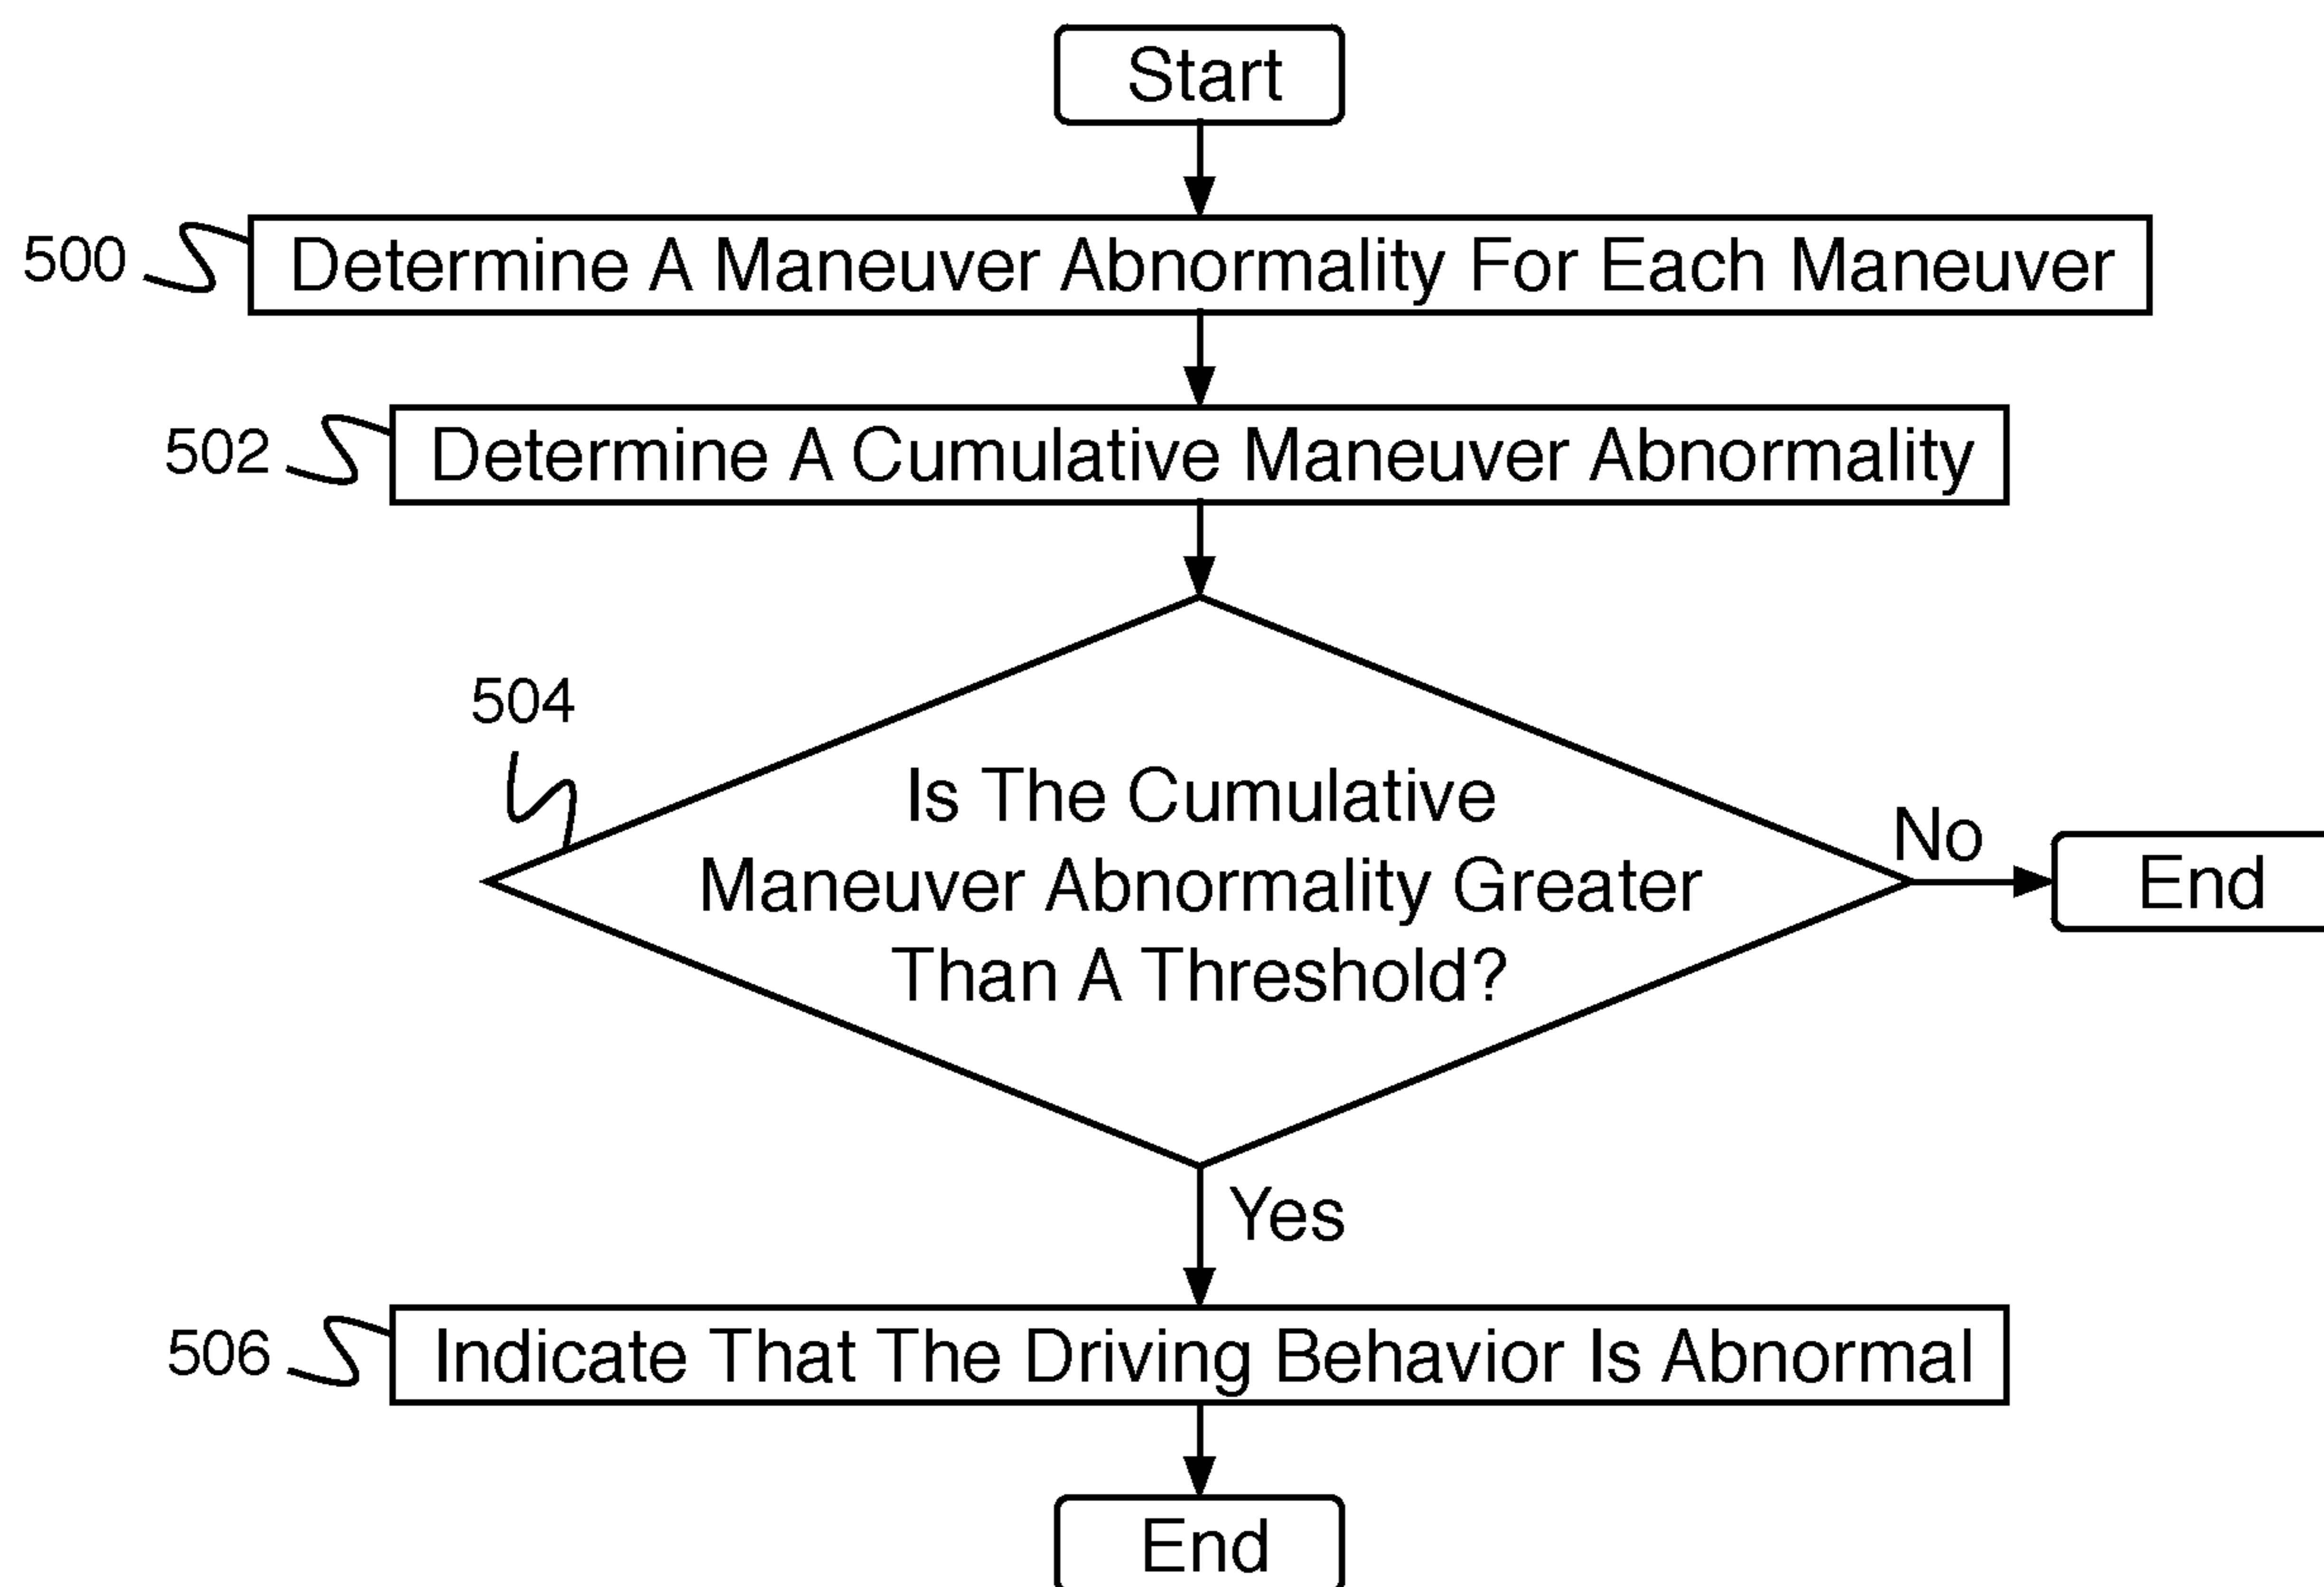 Start
500
Determine A Maneuver Abnormality For Each Maneuver
502
Determine A Cumulative Maneuver Abnormality
504
Is The Cumulative
Maneuver Abnormality Greater
Than A Threshold?
No
End
Yes
506
Indicate That The Driving Behavior Is Abnormal
End